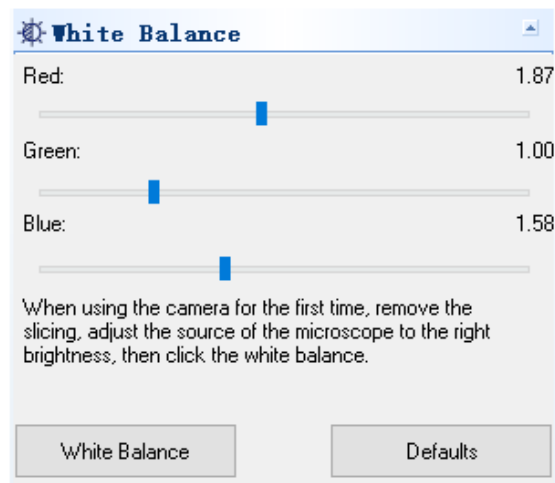 White Balance
Red: 1.87
Green: 1.00
Blue: 1.58
When using the camera for the first time, remove the
slicing, adjust the source of the microscope to the right
brightness, then click the white balance.
White Balance Defaults